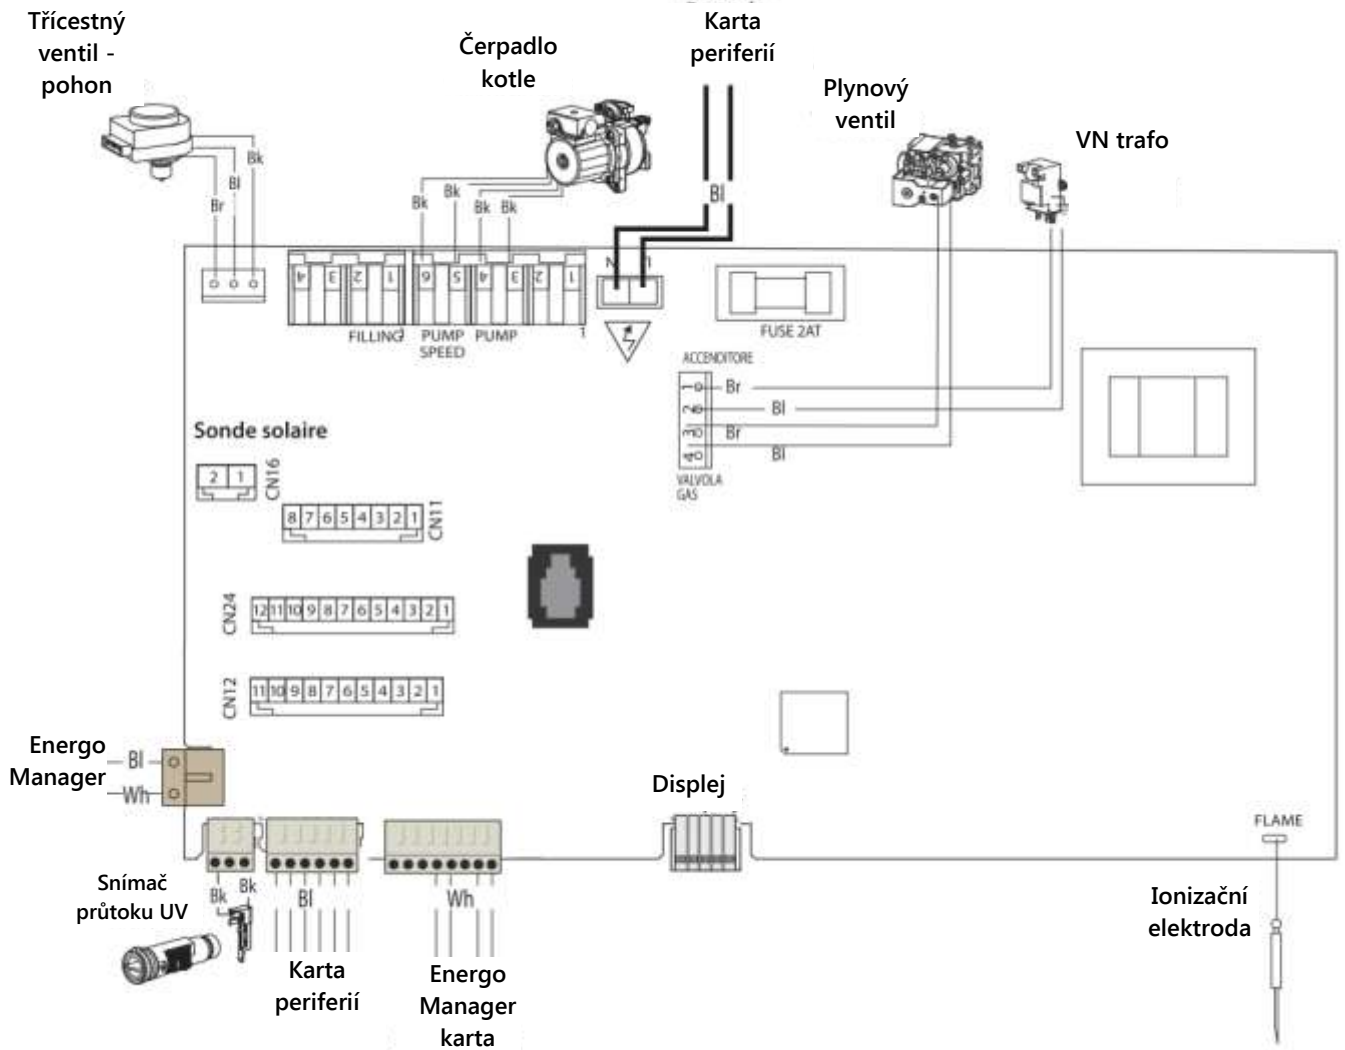 Třícestný
ventil -
pohon
Čerpadlo
kotle
Karta
periferií
Plynový
ventil
VN trafo
Br
Bl
Bk
Bk
Bk
Bk
Bk
Bl
4 3 2 1
6 5 4 3 2 1
N
FILLING
PUMP
SPEED
PUMP
1
FUSE 2AT
ACCENDITORE
1
Br
2
Bl
3
Br
4
Bl
VALVOLA
GAS
Sonde solaire
2 1
CN16
8 7 6 5 4 3 2 1
CN11
CN24
12 11 10 9 8 7 6 5 4 3 2 1
CN12
11 10 9 8 7 6 5 4 3 2 1
Energo
Manager
Bl
Wh
Displej
FLAME
Snímač
průtoku UV
Bk
Bk
Bl
Wh
Karta
periferií
Energo
Manager
karta
Ionizační
elektroda